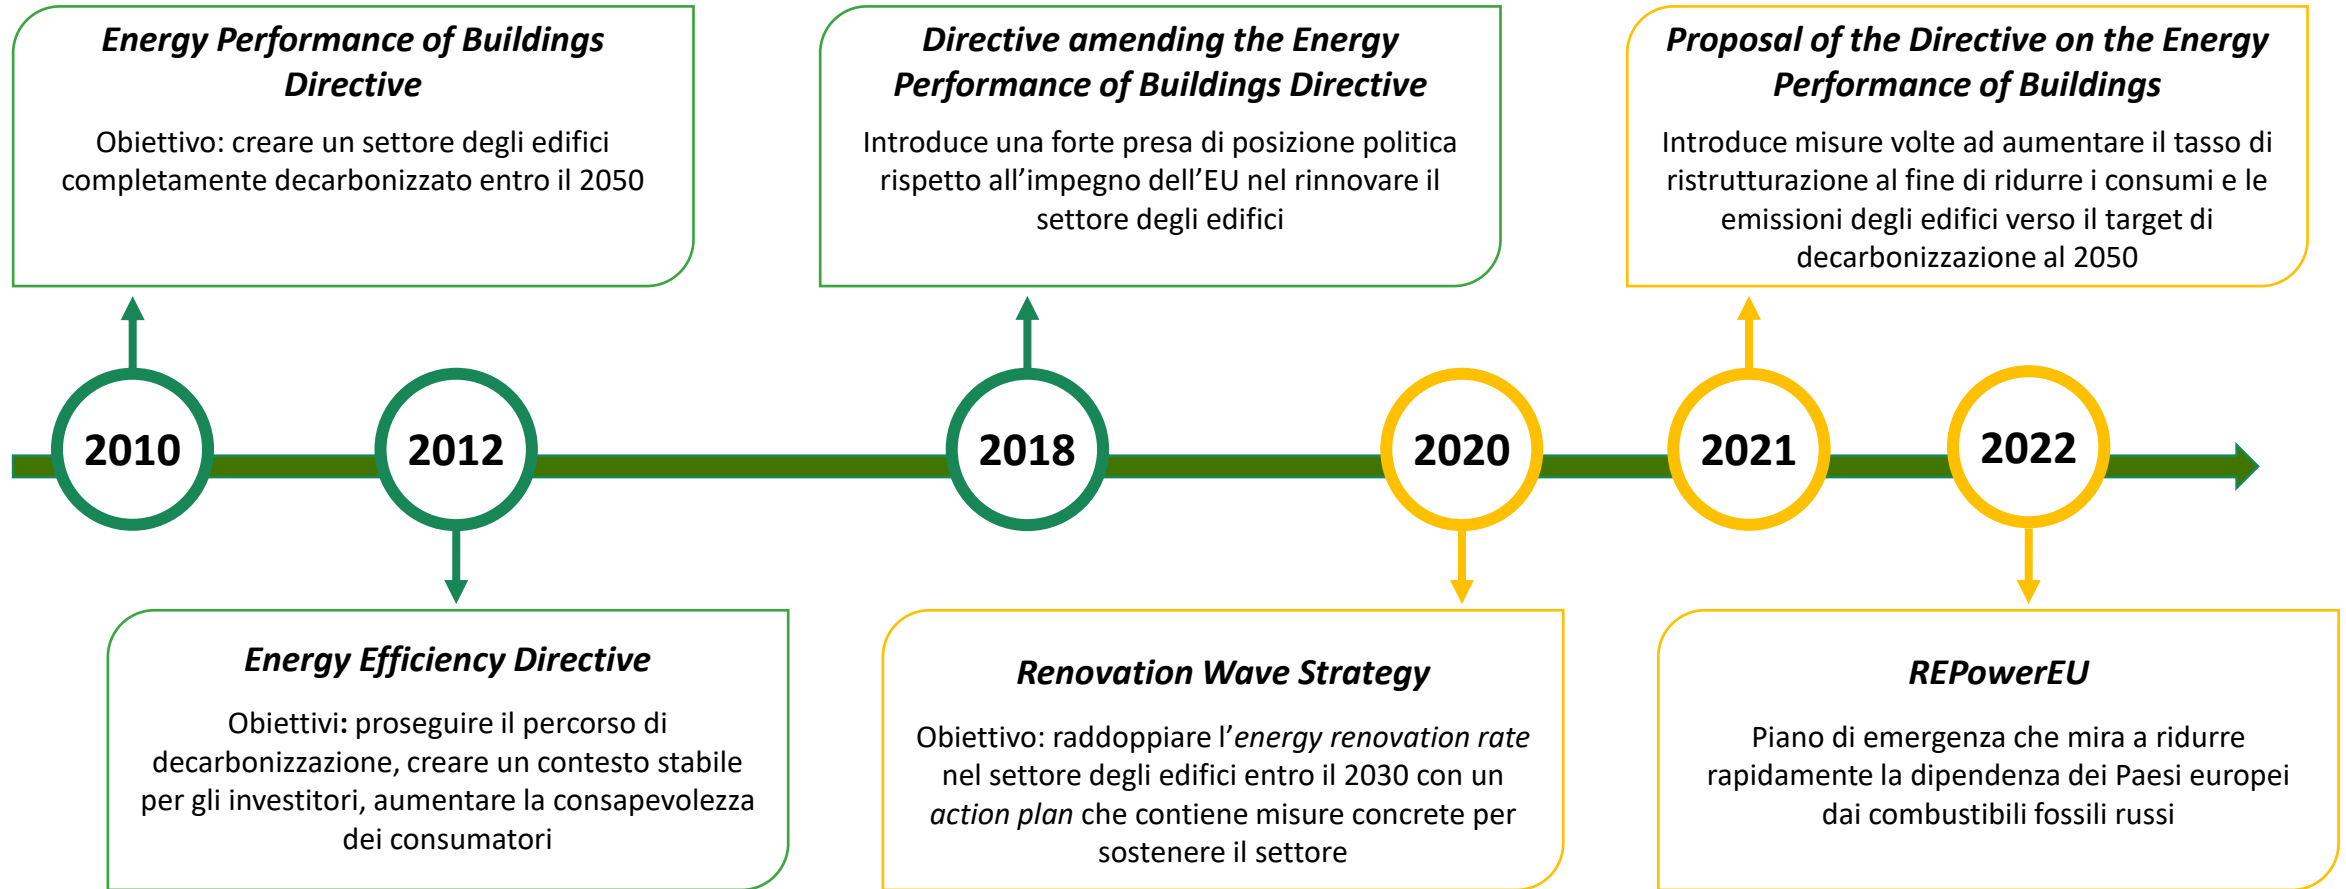 Energy Performance of Buildings
Directive
Obiettivo: creare un settore degli edifici
completamente decarbonizzato entro il 2050
Directive amending the Energy
Performance of Buildings Directive
Introduce una forte presa di posizione politica
rispetto all’impegno dell’EU nel rinnovare il
settore degli edifici
Proposal of the Directive on the Energy
Performance of Buildings
Introduce misure volte ad aumentare il tasso di
ristrutturazione al fine di ridurre i consumi e le
emissioni degli edifici verso il target di
decarbonizzazione al 2050
2010
2012
2018
2020
2021
2022
Energy Efficiency Directive
Obiettivi: proseguire il percorso di
decarbonizzazione, creare un contesto stabile
per gli investitori, aumentare la consapevolezza
dei consumatori
Renovation Wave Strategy
Obiettivo: raddoppiare l’energy renovation rate
nel settore degli edifici entro il 2030 con un
action plan che contiene misure concrete per
sostenere il settore
REPowerEU
Piano di emergenza che mira a ridurre
rapidamente la dipendenza dei Paesi europei
dai combustibili fossili russi